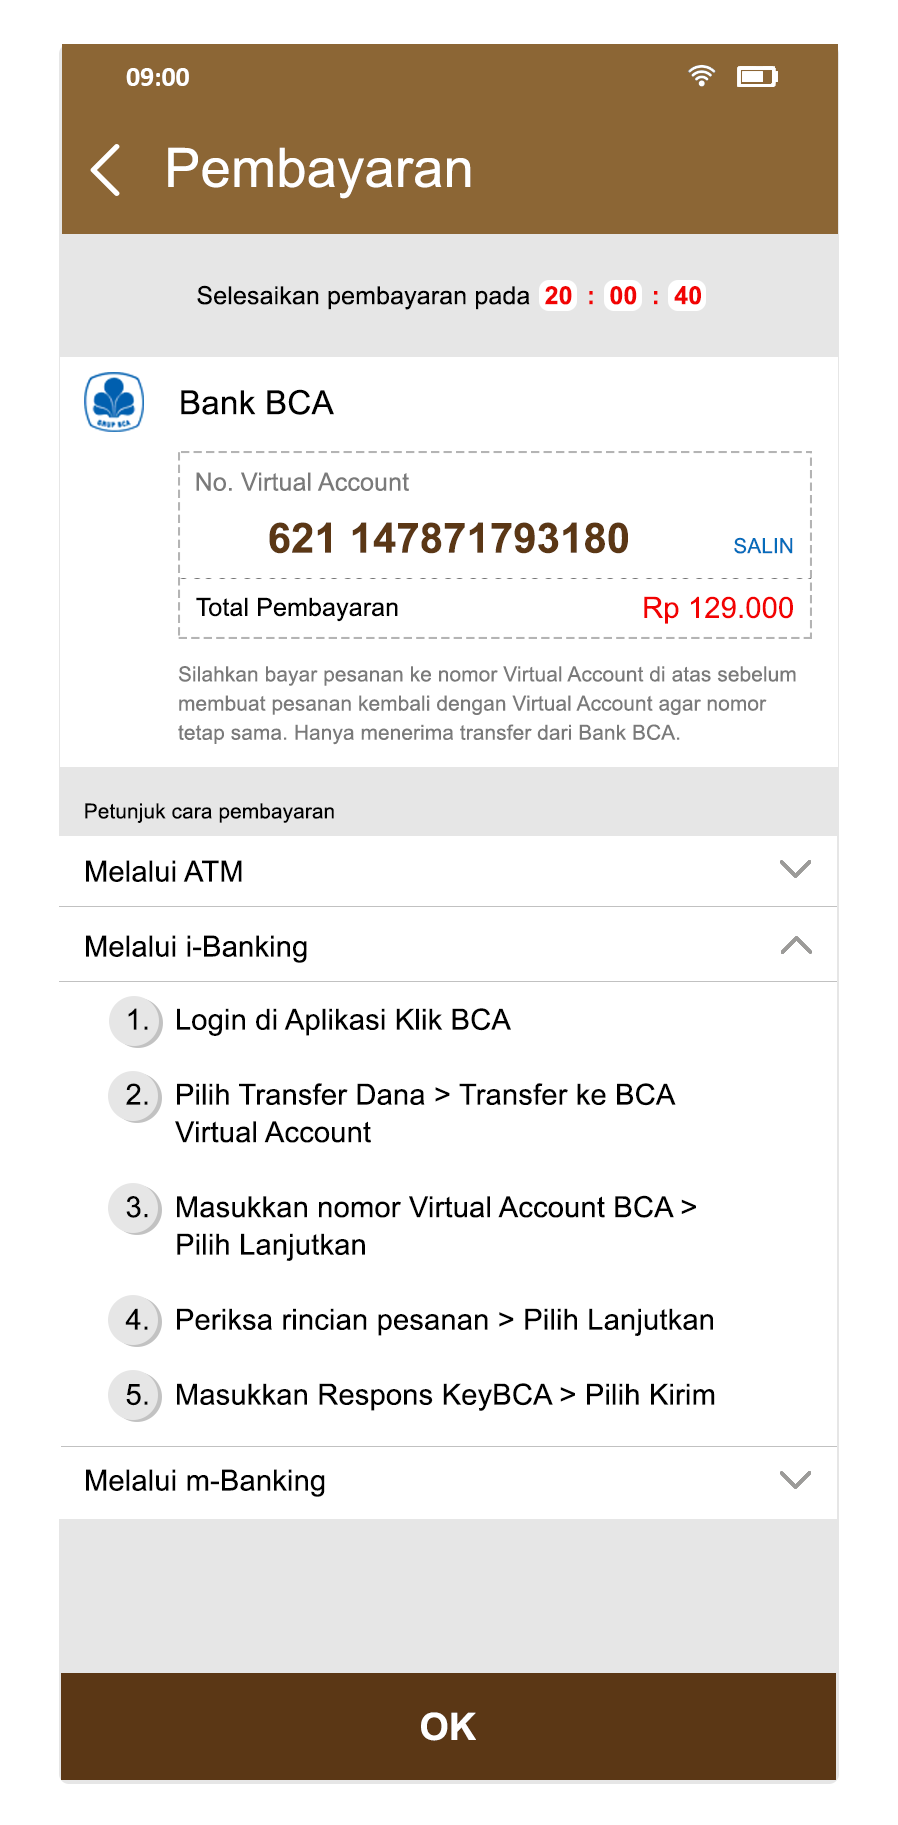 09:00
Pembayaran
Selesaikan pembayaran pada 20 : 00 : 40
GRUP BCA
Bank BCA
No. Virtual Account
621 147871793180
SALIN
Total Pembayaran Rp 129.000
Silahkan bayar pesanan ke nomor Virtual Account di atas sebelum
membuat pesanan kembali dengan Virtual Account agar nomor
tetap sama. Hanya menerima transfer dari Bank BCA.
Petunjuk cara pembayaran
Melalui ATM
Melalui i-Banking
1. Login di Aplikasi Klik BCA
2. Pilih Transfer Dana > Transfer ke BCA
Virtual Account
3. Masukkan nomor Virtual Account BCA >
Pilih Lanjutkan
4. Periksa rincian pesanan > Pilih Lanjutkan
5. Masukkan Respons KeyBCA > Pilih Kirim
Melalui m-Banking
OK